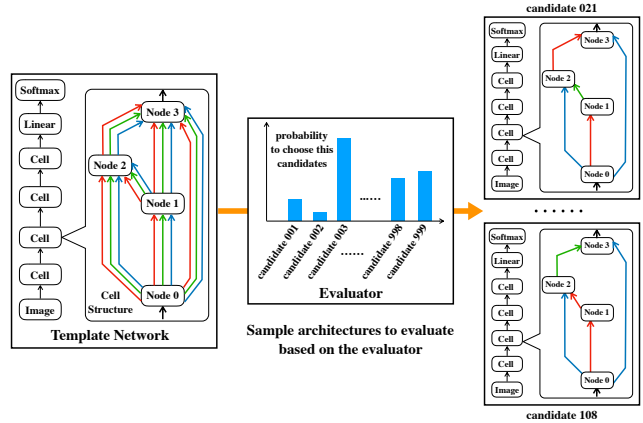 Softmax
Linear
Cell
Cell
Cell
Cell
Image
Node 3
Node 2
Node 1
Node 0
Cell
Structure
Template Network
probability
to choose this
candidates
......
candidate 001
candidate 002
candidate 003
......
candidate 998
candidate 999
Evaluator
Sample architectures to evaluate
based on the evaluator
candidate 021
Softmax
Linear
Cell
Cell
Cell
Cell
Image
Node 3
Node 2
Node 1
Node 0
......
Softmax
Linear
Cell
Cell
Cell
Cell
Image
Node 3
Node 2
Node 1
Node 0
candidate 108